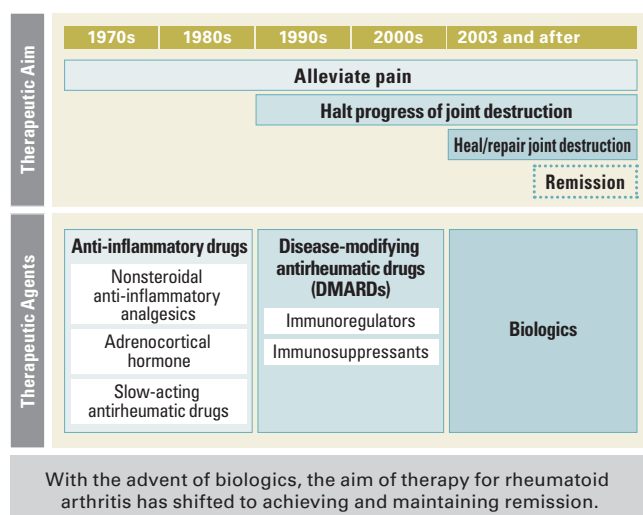 Therapeutic Aim
1970s 1980s 1990s 2000s 2003 and after
Alleviate pain
Halt progress of joint destruction
Heal/repair joint destruction
Remission
Therapeutic Agents
Anti-inflammatory drugs
Nonsteroidal
anti-inflammatory
analgesics
Adrenocortical
hormone
Slow-acting
antirheumatic drugs
Disease-modifying
antirheumatic drugs
(DMARDs)
Immunoregulators
Immunosuppressants
Biologics
With the advent of biologics, the aim of therapy for rheumatoid
arthritis has shifted to achieving and maintaining remission.